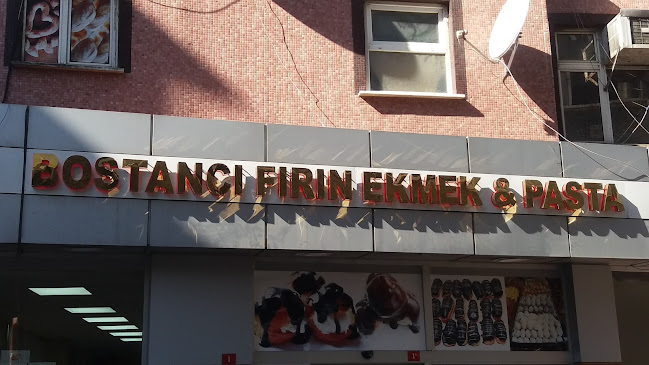 BOSTANCI FIRIN EKMEK & PASTA